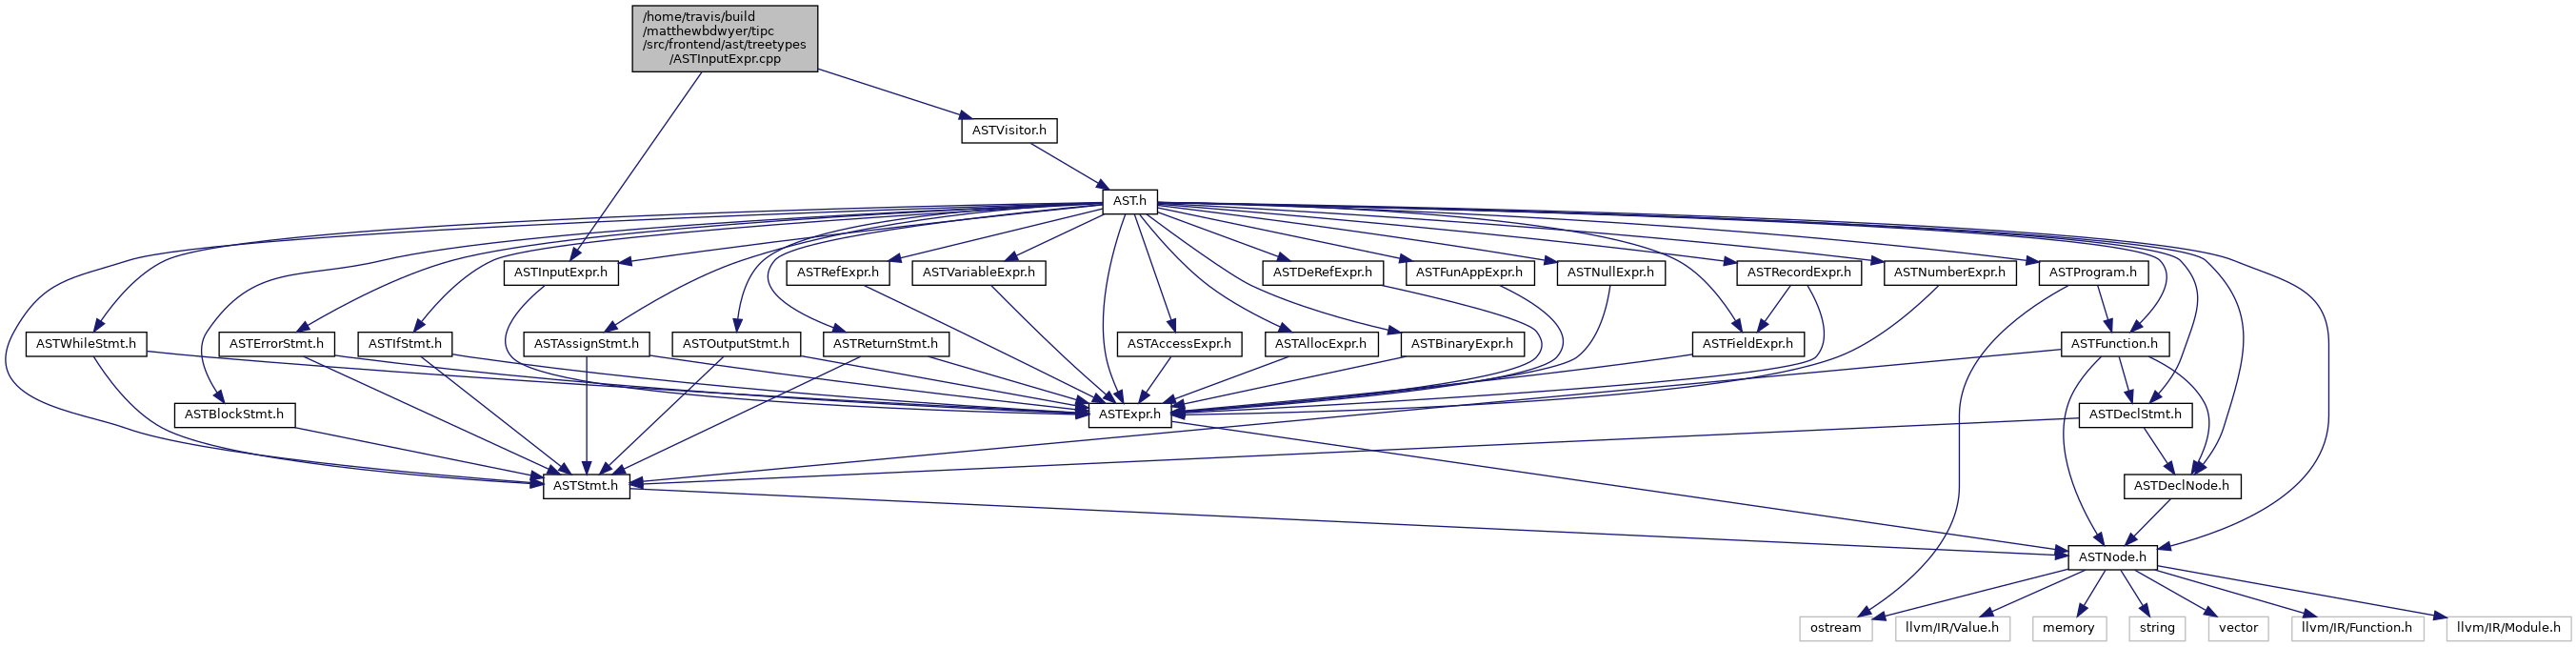 /home/travis/build
/matthewbdwyer/tipc
/src/frontend/ast/treetypes
/ASTInputExpr.cpp
ASTVisitor.h
AST.h
ASTInputExpr.h
ASTRefExpr.h
ASTVariableExpr.h
ASTDeRefExpr.h
ASTFunAppExpr.h
ASTNullExpr.h
ASTRecordExpr.h
ASTNumberExpr.h
ASTProgram.h
ASTWhileStmt.h
ASTErrorStmt.h
ASTIfStmt.h
ASTAssignStmt.h
ASTOutputStmt.h
ASTReturnStmt.h
ASTAccessExpr.h
ASTAllocExpr.h
ASTBinaryExpr.h
ASTFieldExpr.h
ASTFunction.h
ASTBlockStmt.h
ASTExpr.h
ASTDeclStmt.h
ASTStmt.h
ASTDeclNode.h
ASTNode.h
ostream
llvm/IR/Value.h
memory
string
vector
llvm/IR/Function.h
llvm/IR/Module.h